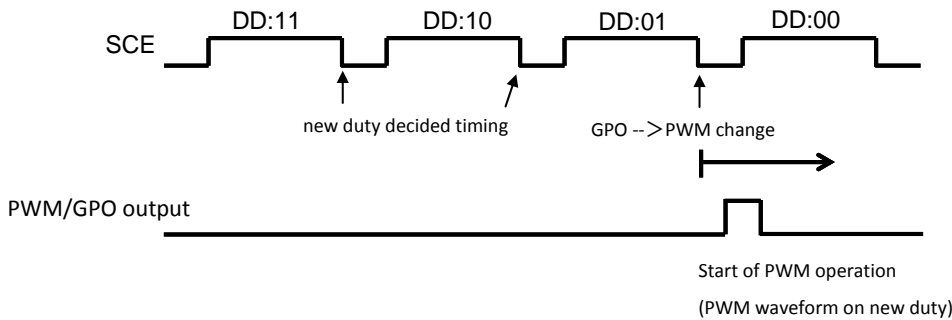 DD:11 DD:10 DD:01 DD:00
SCE
new duty decided timing
GPO -->PWM change
PWM/GPO output
Start of PWM operation
(PWM waveform on new duty)